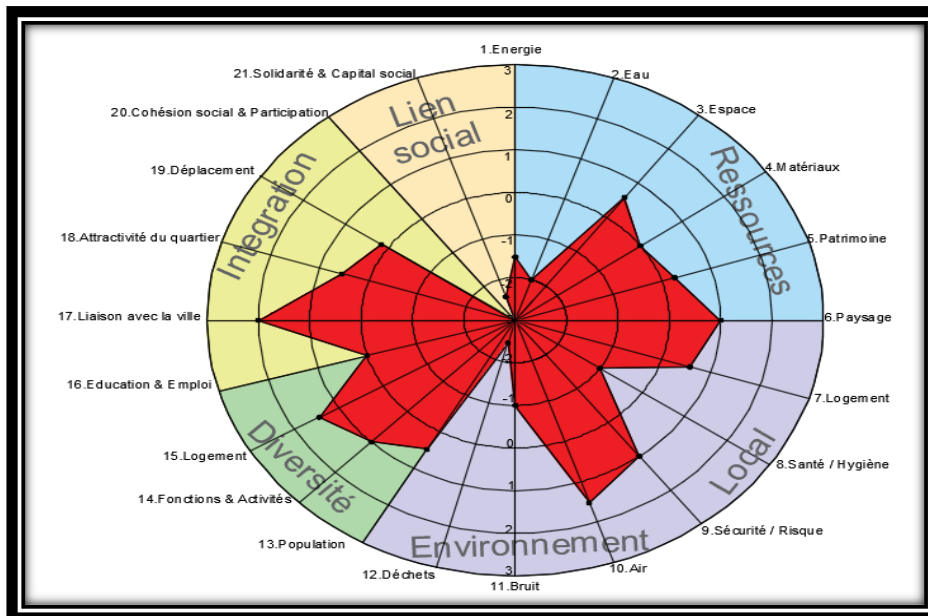 1.Energie
21.Solidarité & Capital social
2.Eau
20.Cohésion social & Participation
3.Espace
19.Déplacement
4.Matériaux
18.Attractivité du quartier
5.Patrimoine
17.Liaison avec la ville
6.Paysage
16.Education & Emploi
7.Logement
15.Logement
8.Santé / Hygiène
14.Fonctions & Activités
9.Sécurité / Risque
13.Population
10.Air
12.Déchets
11.Bruit
Lien
social
Ressources
Integration
Local
Diversité
Environnement
3
2
1
0
-1
-2
-1
0
1
2
3